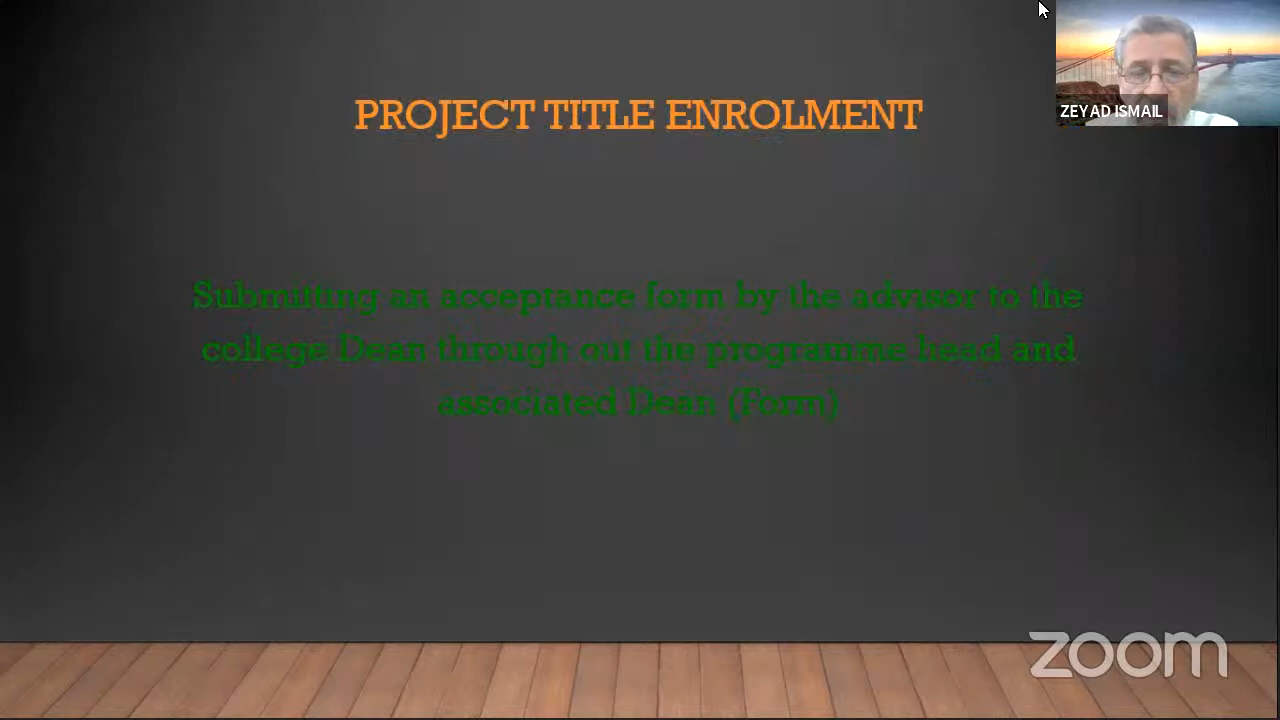 PROJECT TITLE ENROLMENT
ZEYAD ISMAIL
Submitting an acceptance form by the advisor to the
college Dean through out the programme head and
associated Dean (Form)
zoom